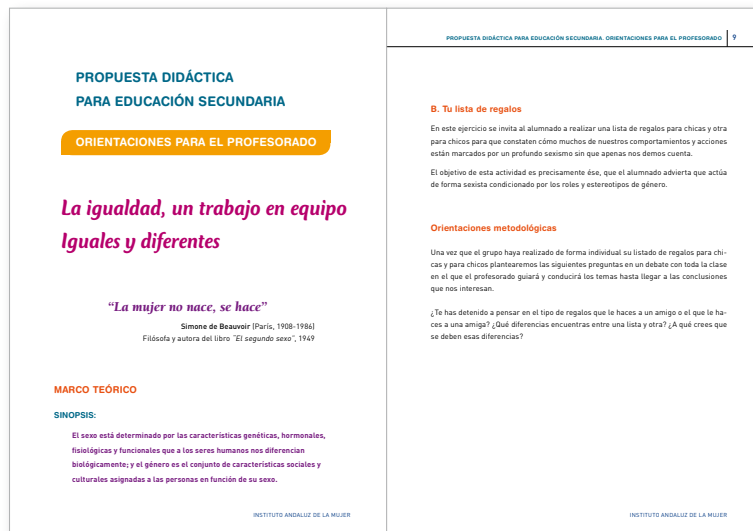 PROPUESTA DIDÁCTICA
PARA EDUCACIÓN SECUNDARIA
ORIENTACIONES PARA EL PROFESORADO
La igualdad, un trabajo en equipo
Iguales y diferentes
“La mujer no nace, se hace”
Simone de Beauvoir (París, 1908-1986)
Filósofa y autora del libro “El segundo sexo”, 1949
MARCO TEÓRICO
SINOPSIS:
El sexo está determinado por las características genéticas, hormonales,
fisiológicas y funcionales que a los seres humanos nos diferencian
biológicamente; y el género es el conjunto de características sociales y
culturales asignadas a las personas en función de su sexo.
INSTITUTO ANDALUZ DE LA MUJER
PROPUESTA DIDÁCTICA PARA EDUCACIÓN SECUNDARIA. ORIENTACIONES PARA EL PROFESORADO 9
B. Tu lista de regalos
En este ejercicio se invita al alumnado a realizar una lista de regalos para chicas y otra
para chicos para que constaten cómo muchos de nuestros comportamientos y acciones
están marcados por un profundo sexismo sin que apenas nos demos cuenta.
El objetivo de esta actividad es precisamente ése, que el alumnado advierta que actúa
de forma sexista condicionado por los roles y estereotipos de género.
Orientaciones metodológicas
Una vez que el grupo haya realizado de forma individual su listado de regalos para chi-
cas y para chicos plantearemos las siguientes preguntas en un debate con toda la clase
en el que el profesorado guiará y conducirá los temas hasta llegar a las conclusiones
que nos interesan.
¿Te has detenido a pensar en el tipo de regalos que le haces a un amigo o el que le ha-
ces a una amiga? ¿Qué diferencias encuentras entre una lista y otra? ¿A qué crees que
se deben esas diferencias?
INSTITUTO ANDALUZ DE LA MUJER